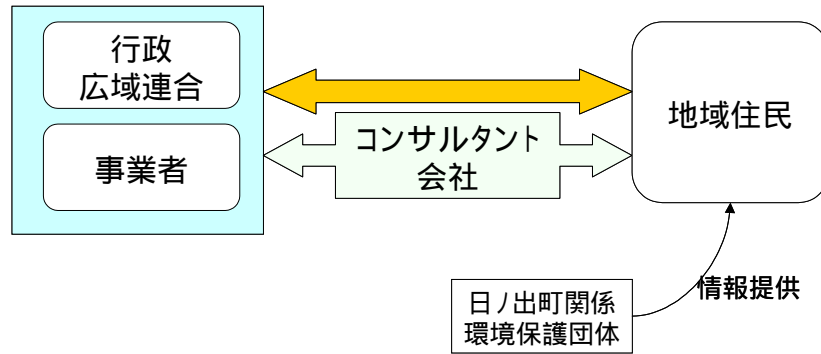 行政
広域連合
事業者
コンサルタント
会社
地域住民
情報提供
日ノ出町関係
環境保護団体